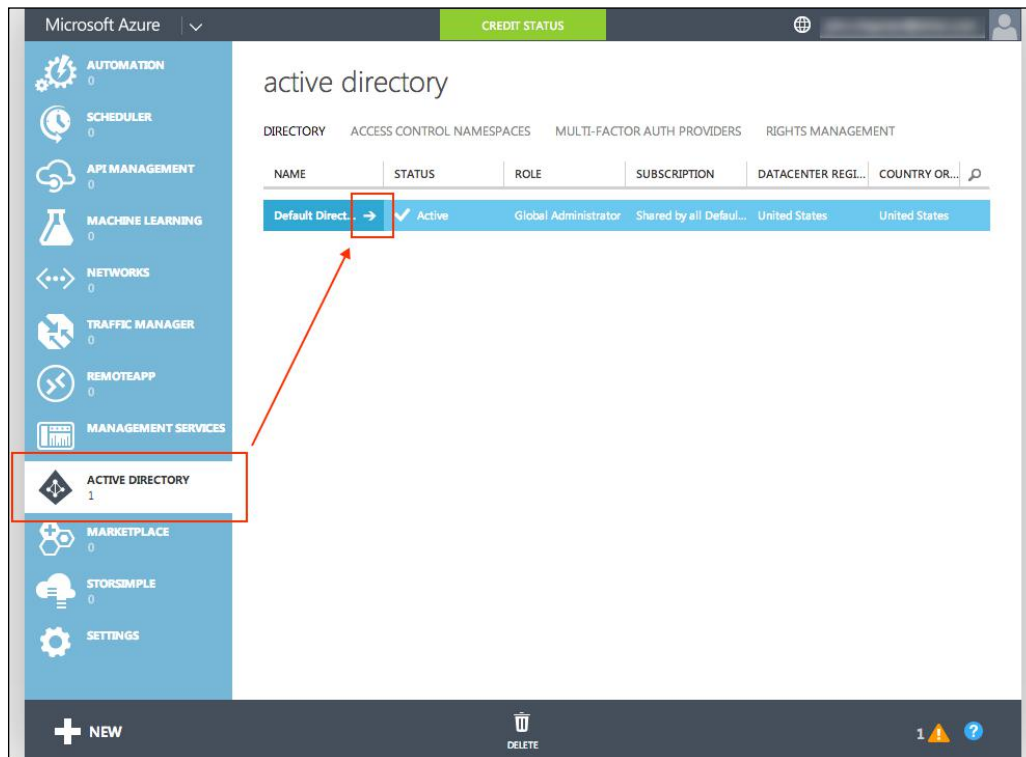 Microsoft Azure
CREDIT STATUS
AUTOMATION
0
SCHEDULER
0
API MANAGEMENT
0
MACHINE LEARNING
0
NETWORKS
0
TRAFFIC MANAGER
0
REMOTEAPP
0
MANAGEMENT SERVICES
ACTIVE DIRECTORY
1
MARKETPLACE
0
STORSIMPLE
0
SETTINGS
active directory
DIRECTORY ACCESS CONTROL NAMESPACES MULTI-FACTOR AUTH PROVIDERS RIGHTS MANAGEMENT
NAME STATUS ROLE SUBSCRIPTION DATACENTER REGI... COUNTRY OR...
Default Direct... Active Global Administrator Shared by all Defaul... United States United States
NEW
DELETE
1
?